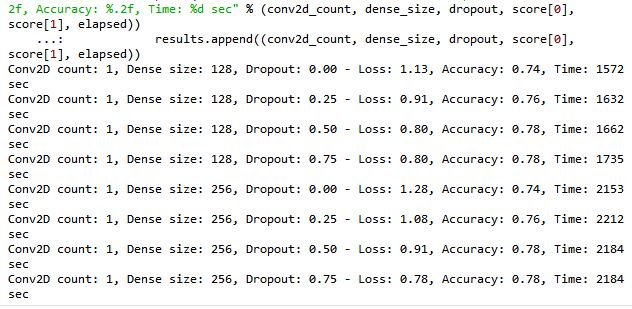 2f, Accuracy: %.2f, Time: %d sec" % (conv2d_count, dense_size, dropout, score[0],
score[1], elapsed))
...: results.append((conv2d_count, dense_size, dropout, score[0],
score[1], elapsed))
Conv2D count: 1, Dense size: 128, Dropout: 0.00 - Loss: 1.13, Accuracy: 0.74, Time: 1572
sec
Conv2D count: 1, Dense size: 128, Dropout: 0.25 - Loss: 0.91, Accuracy: 0.76, Time: 1632
sec
Conv2D count: 1, Dense size: 128, Dropout: 0.50 - Loss: 0.80, Accuracy: 0.78, Time: 1662
sec
Conv2D count: 1, Dense size: 128, Dropout: 0.75 - Loss: 0.80, Accuracy: 0.78, Time: 1735
sec
Conv2D count: 1, Dense size: 256, Dropout: 0.00 - Loss: 1.28, Accuracy: 0.74, Time: 2153
sec
Conv2D count: 1, Dense size: 256, Dropout: 0.25 - Loss: 1.08, Accuracy: 0.76, Time: 2212
sec
Conv2D count: 1, Dense size: 256, Dropout: 0.50 - Loss: 0.91, Accuracy: 0.78, Time: 2184
sec
Conv2D count: 1, Dense size: 256, Dropout: 0.75 - Loss: 0.78, Accuracy: 0.78, Time: 2184
sec